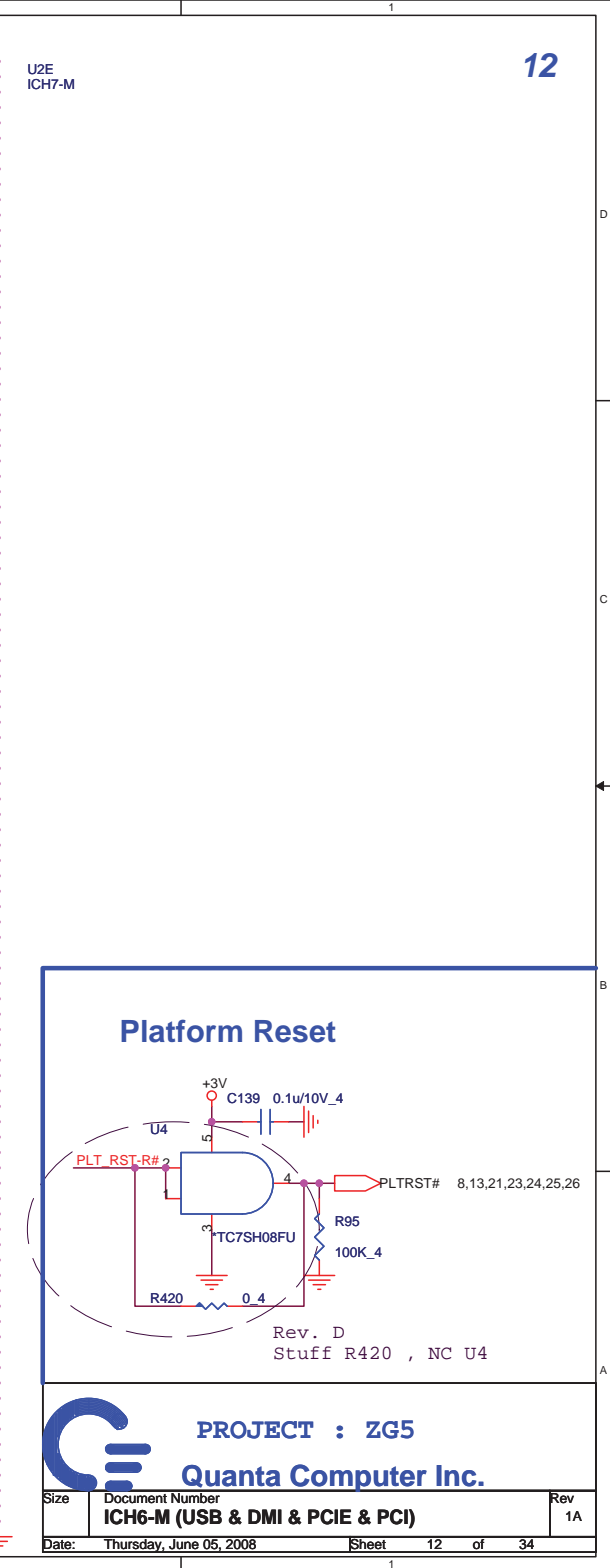 1
U2E
ICH7-M
12
D
C
B
Platform Reset
+3V
C139 0.1u/10V_4
U4
5
PLT_RST-R# 2
1
4
PLTRST# 8,13,21,23,24,25,26
3
*TC7SH08FU
R95
100K_4
R420 0_4
Rev. D
Stuff R420 , NC U4
A
PROJECT : ZG5
Quanta Computer Inc.
Size Document Number Rev
ICH6-M (USB & DMI & PCIE & PCI) 1A
Date: Thursday, June 05, 2008 Sheet 12 of 34
1